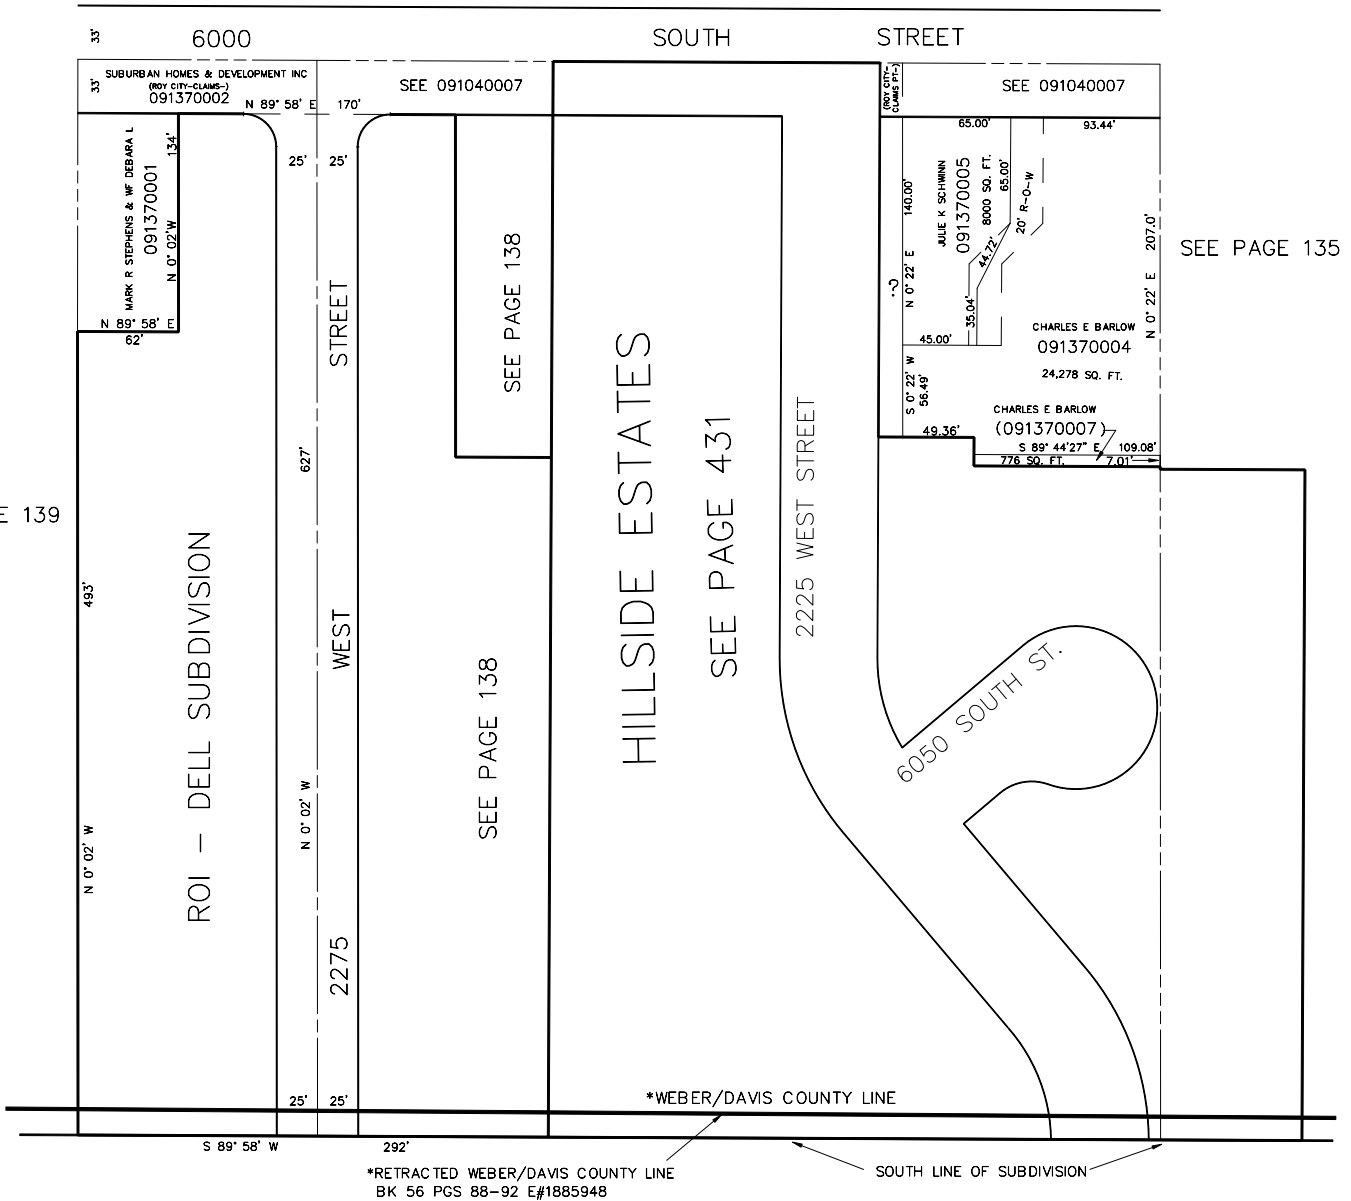 33'
6000 SOUTH STREET
33'
SUBURBAN HOMES & DEVELOPMENT INC
(ROY CITY-CLAIMS-)
091370002
N 89° 58' E 170'
SEE 091040007
(ROY CITY-
CLAIMS PT-)
SEE 091040007
65.00'
93.44'
MARK R STEPHENS & WF DEBARA L
091370001
N 0° 02' W 134'
N 89° 58' E
62'
25'
25'
SEE PAGE 138
JULIE K SCHWINN
091370005
8000 SQ. FT.
65.00'
20' R-O-W
44.72'
35.04'
N 0° 22' E 140.00'
-?
45.00'
N 0° 22' E 207.0'
SEE PAGE 135
CHARLES E BARLOW
091370004
24,278 SQ. FT.
S 0° 22' W
56.49'
49.36'
CHARLES E BARLOW
(091370007)
S 89° 44'27" E 109.08'
776 SQ. FT. 7.01'
E 139
493'
N 0° 02' W
ROI - DELL SUBDIVISION
627'
N 0° 02' W
2275 WEST STREET
SEE PAGE 138
HILLSIDE ESTATES
SEE PAGE 431
2225 WEST STREET
6050 SOUTH ST.
25'
25'
*WEBER/DAVIS COUNTY LINE
S 89° 58' W 292'
*RETRACTED WEBER/DAVIS COUNTY LINE
BK 56 PGS 88-92 E#1885948
SOUTH LINE OF SUBDIVISION